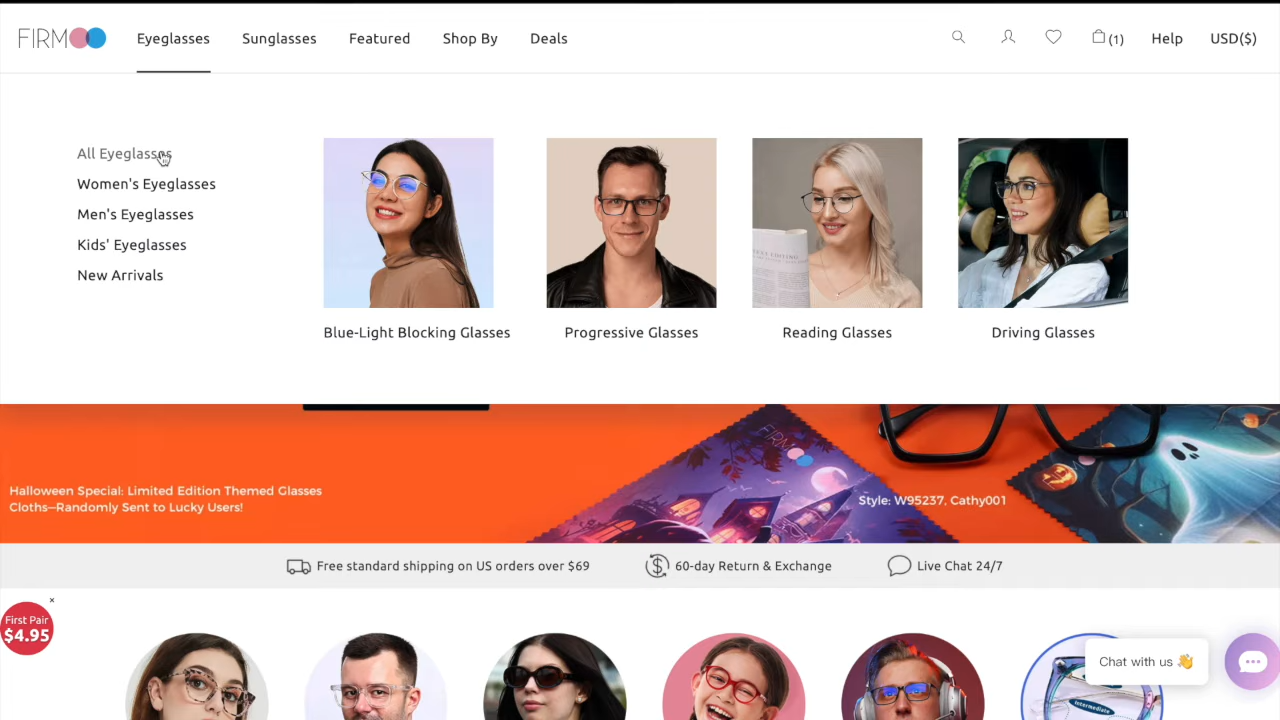 FIRMOO
Eyeglasses
Sunglasses
Featured
Shop By
Deals
(1)
Help
USD($)
All Eyeglasses
Women's Eyeglasses
Men's Eyeglasses
Kids' Eyeglasses
New Arrivals
Blue-Light Blocking Glasses
Progressive Glasses
Reading Glasses
Driving Glasses
FIRMOO
Halloween Special: Limited Edition Themed Glasses
Cloths—Randomly Sent to Lucky Users!
Style: W95237, Cathy001
Free standard shipping on US orders over $69
60-day Return & Exchange
Live Chat 24/7
×
First Pair
$4.95
Chat with us 👋
Intermediate